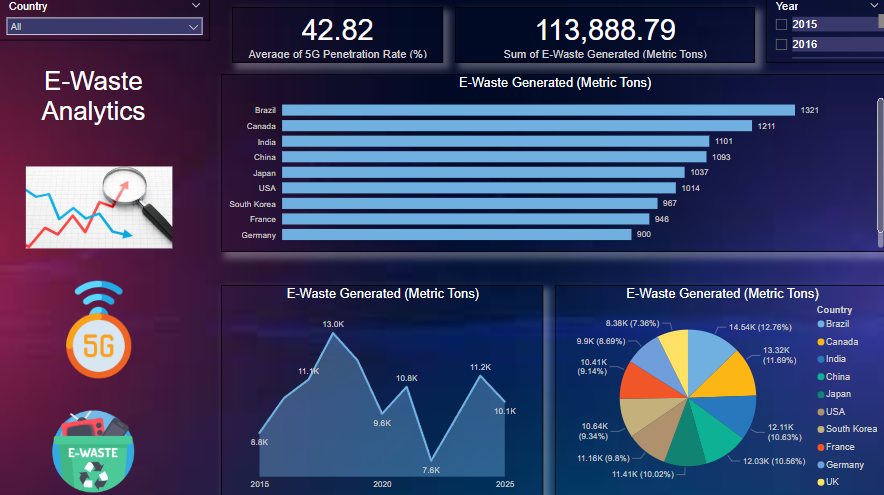 Country
All
42.82
Average of 5G Penetration Rate (%)
113,888.79
Sum of E-Waste Generated (Metric Tons)
Year
2015
2016
E-Waste
Analytics
E-Waste Generated (Metric Tons)
Brazil 1321
Canada 1211
India 1101
China 1093
Japan 1037
USA 1014
South Korea 967
France 946
Germany 900
5G
E-WASTE
E-Waste Generated (Metric Tons)
13.0K
11.1K
11.2K
10.8K
10.1K
9.6K
8.8K
7.6K
2015 2020 2025
E-Waste Generated (Metric Tons)
14.54K (12.76%)
13.32K
(11.69%)
12.11K
(10.63%)
12.03K (10.56%)
11.41K (10.02%)
11.16K (9.8%)
10.64K
(9.34%)
10.41K
(9.14%)
9.9K (8.69%)
8.38K (7.36%)
Country
Brazil
Canada
India
China
Japan
USA
South Korea
France
Germany
UK